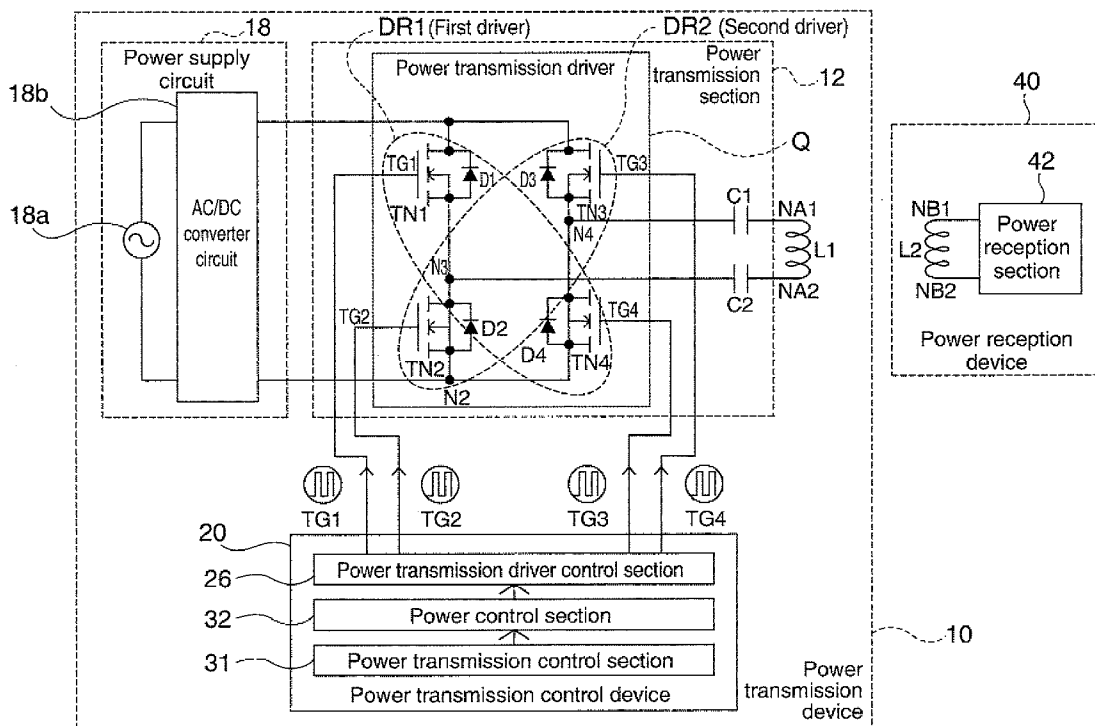 DR1 (First driver)
DR2 (Second driver)
18
Power supply
circuit
18b
18a
AC/DC
converter
circuit
Power transmission driver
Power
transmission
section
12
Q
TG1
D1
TN1
D3
TG3
TN3
N4
N3
TG2
D2
TN2
N2
TG4
D4
TN4
C1
C2
NA1
L1
NA2
40
42
NB1
L2
NB2
Power
reception
section
Power reception
device
TG1
TG2
TG3
TG4
20
26
Power transmission driver control section
32
Power control section
31
Power transmission control section
Power transmission control device
10
Power
transmission
device